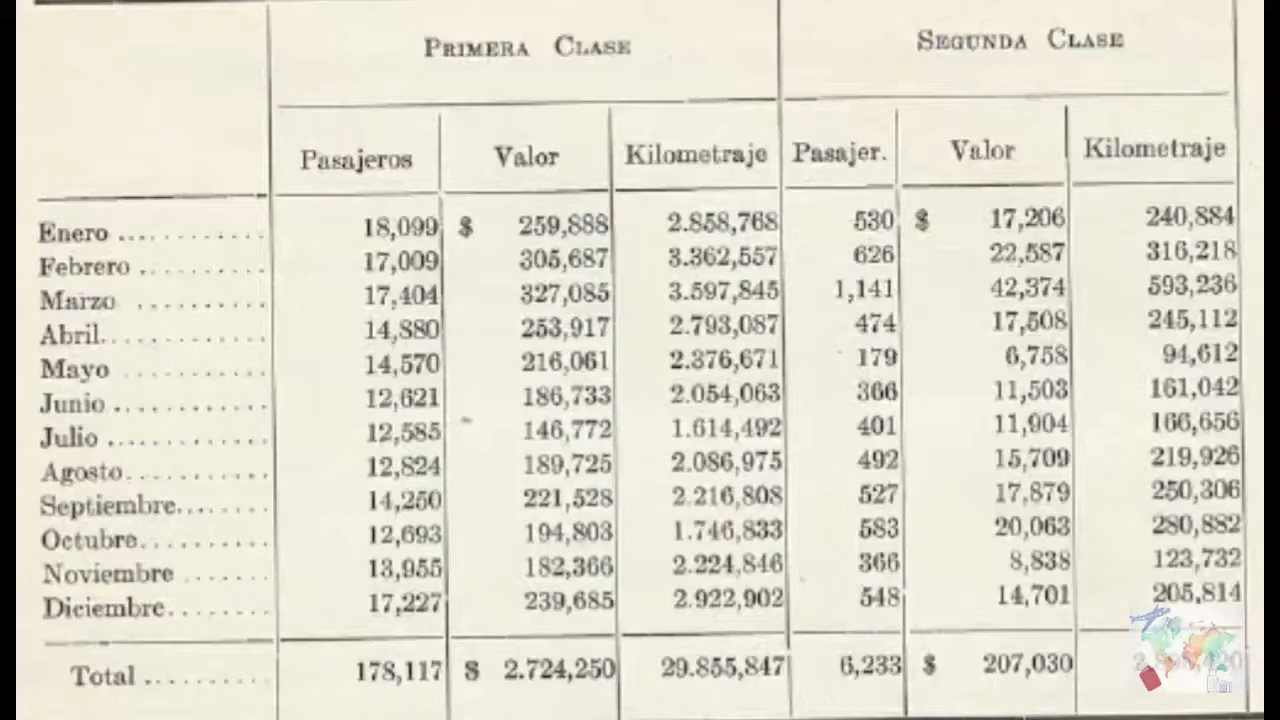 PRIMERA CLASE SEGUNDA CLASE
Pasajeros Valor Kilometraje Pasajer. Valor Kilometraje
Enero .......... 18,099 $ 259,888 2.858,768 530 $ 17,206 240,884
Febrero ......... 17,009 305,687 3.362,557 626 22,587 316,218
Marzo ......... 17,404 327,085 3.597,845 1,141 42,374 593,236
Abril........... 14,880 253,917 2.793,087 474 17,508 245,112
Mayo .......... 14,570 216,061 2.376,671 179 6,758 94,612
Junio ........... 12,621 186,733 2.054,063 366 11,503 161,042
Julio ........... 12,585 146,772 1.614,492 401 11,904 166,656
Agosto.......... 12,824 189,725 2.086,975 492 15,709 219,926
Septiembre....... 14,250 221,528 2.216,808 527 17,879 250,306
Octubre......... 12,693 194,803 1.746,833 583 20,063 280,882
Noviembre ...... 13,955 182,366 2.224,846 366 8,838 123,732
Diciembre........ 17,227 239,685 2.922,902 548 14,701 205,814
Total ......... 178,117 $ 2.724,250 29.855,847 6,233 $ 207,030